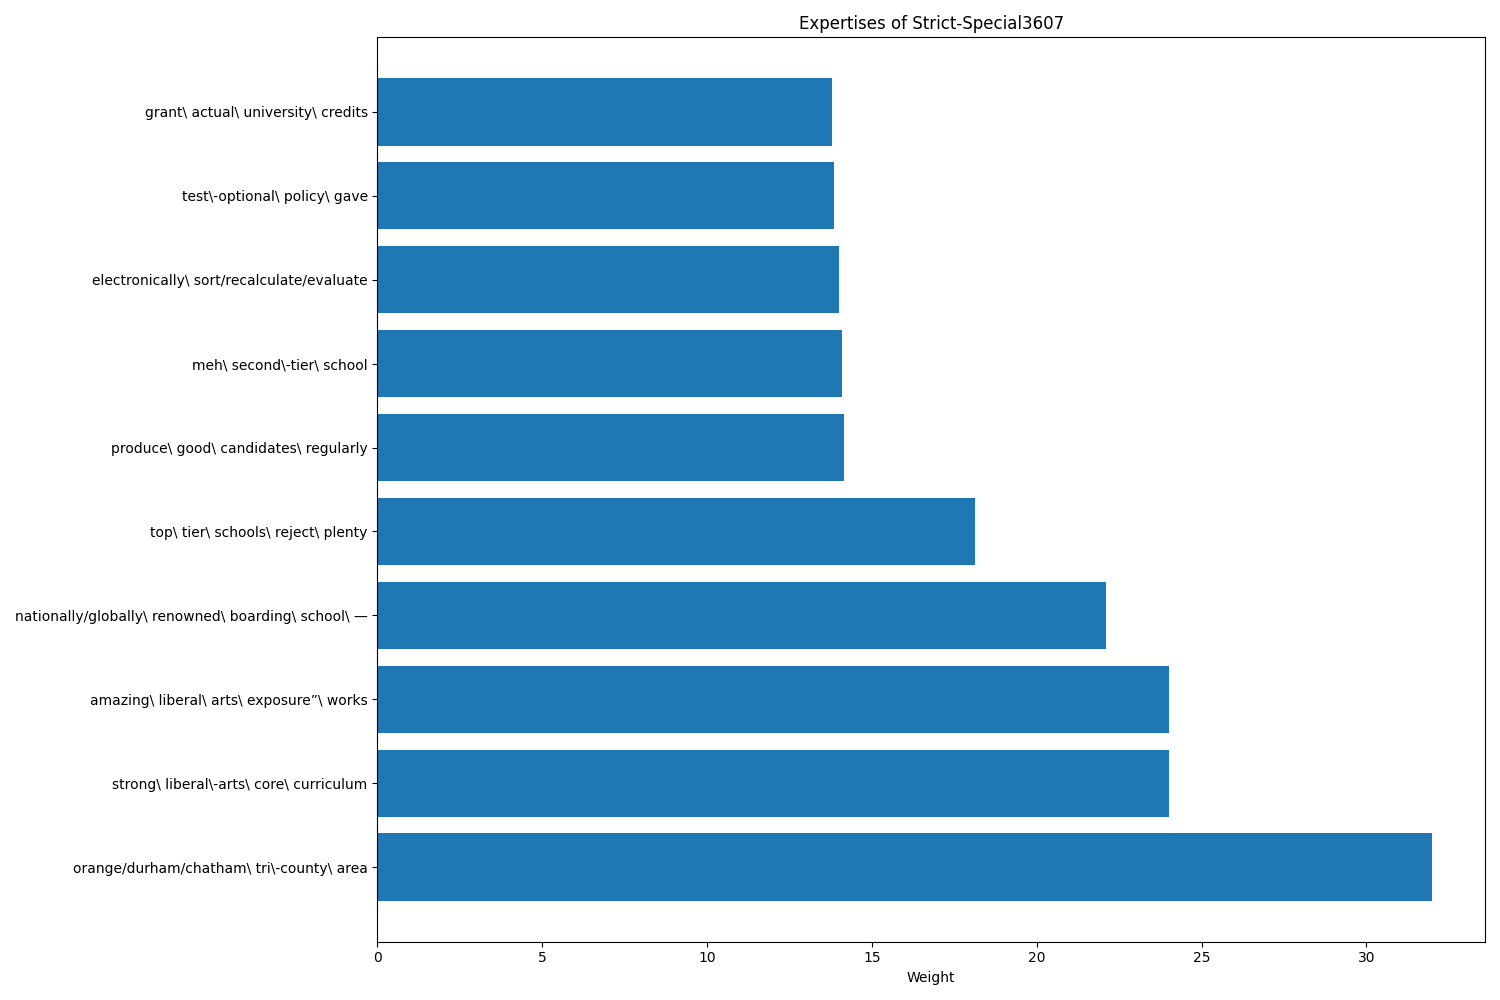 Expertises of Strict-Special3607
grant\ actual\ university\ credits
test\-optional\ policy\ gave
electronically\ sort/recalculate/evaluate
meh\ second\-tier\ school
produce\ good\ candidates\ regularly
top\ tier\ schools\ reject\ plenty
nationally/globally\ renowned\ boarding\ school\ —
amazing\ liberal\ arts\ exposure”\ works
strong\ liberal\-arts\ core\ curriculum
orange/durham/chatham\ tri\-county\ area
0 5 10 15 20 25 30
Weight